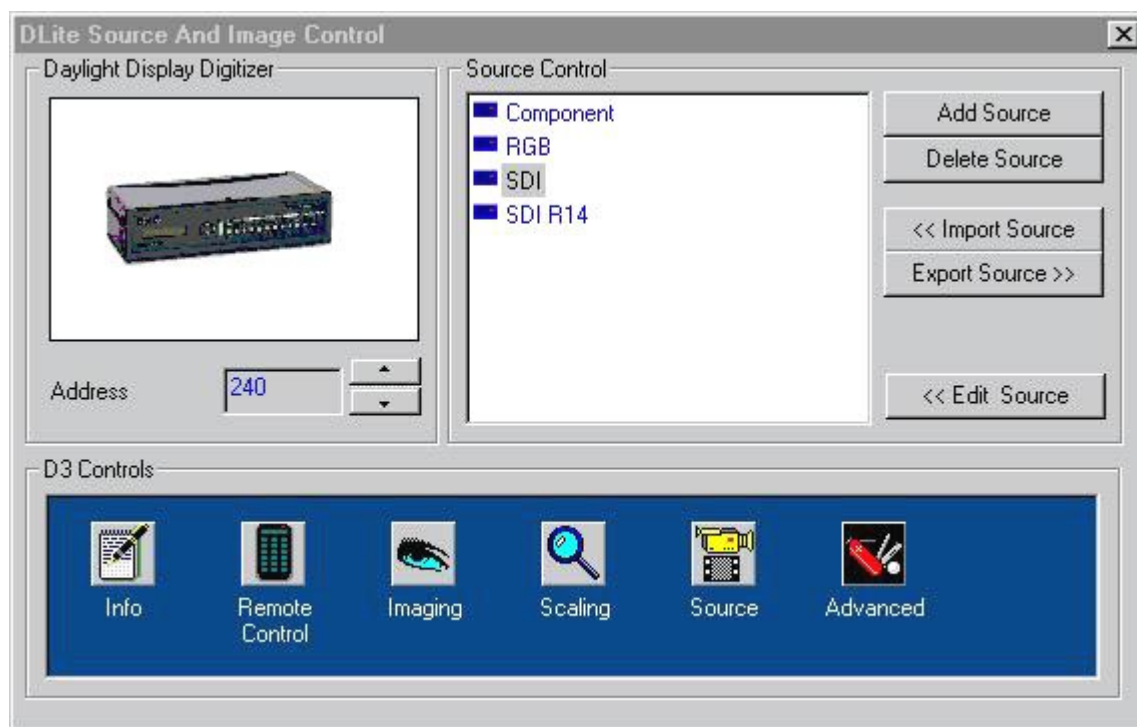 DLite Source And Image Control
Daylight Display Digitizer
Address
240
Source Control
Component
RGB
SDI
SDI R14
Add Source
Delete Source
<< Import Source
Export Source >>
<< Edit Source
D3 Controls
Info
Remote
Control
Imaging
Scaling
Source
Advanced